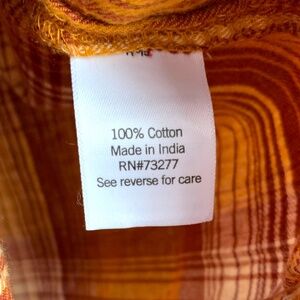 100% Cotton
Made in India
RN#73277
See reverse for care